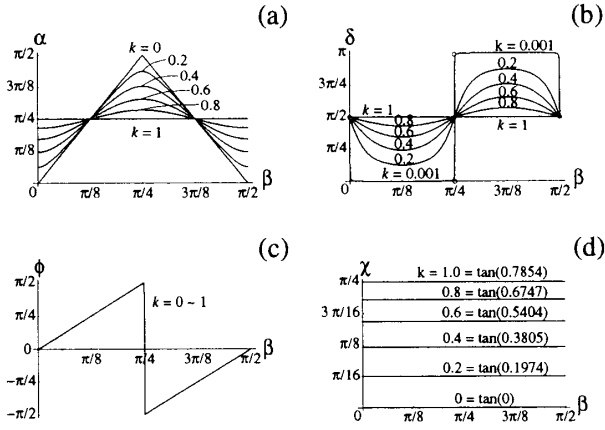 (a)
α
π/2
3π/8
π/4
π/8
0
k = 0
0.2
0.4
0.6
0.8
k = 1
0 π/8 π/4 3π/8 π/2 β
(b)
δ
π
3π/4
π/2
π/4
0
k = 0.001
0.2
0.4
0.6
0.8
k = 1
k = 1
0.8
0.6
0.4
0.2
k = 0.001
0 π/8 π/4 3π/8 π/2 β
(c)
ϕ
π/2
π/4
0
−π/4
−π/2
k = 0 ~ 1
π/8 π/4 3π/8 π/2 β
(d)
χ
π/4
3 π/16
π/8
π/16
0
k = 1.0 = tan(0.7854)
0.8 = tan(0.6747)
0.6 = tan(0.5404)
0.4 = tan(0.3805)
0.2 = tan(0.1974)
0 = tan(0)
0 π/8 π/4 3π/8 π/2 β